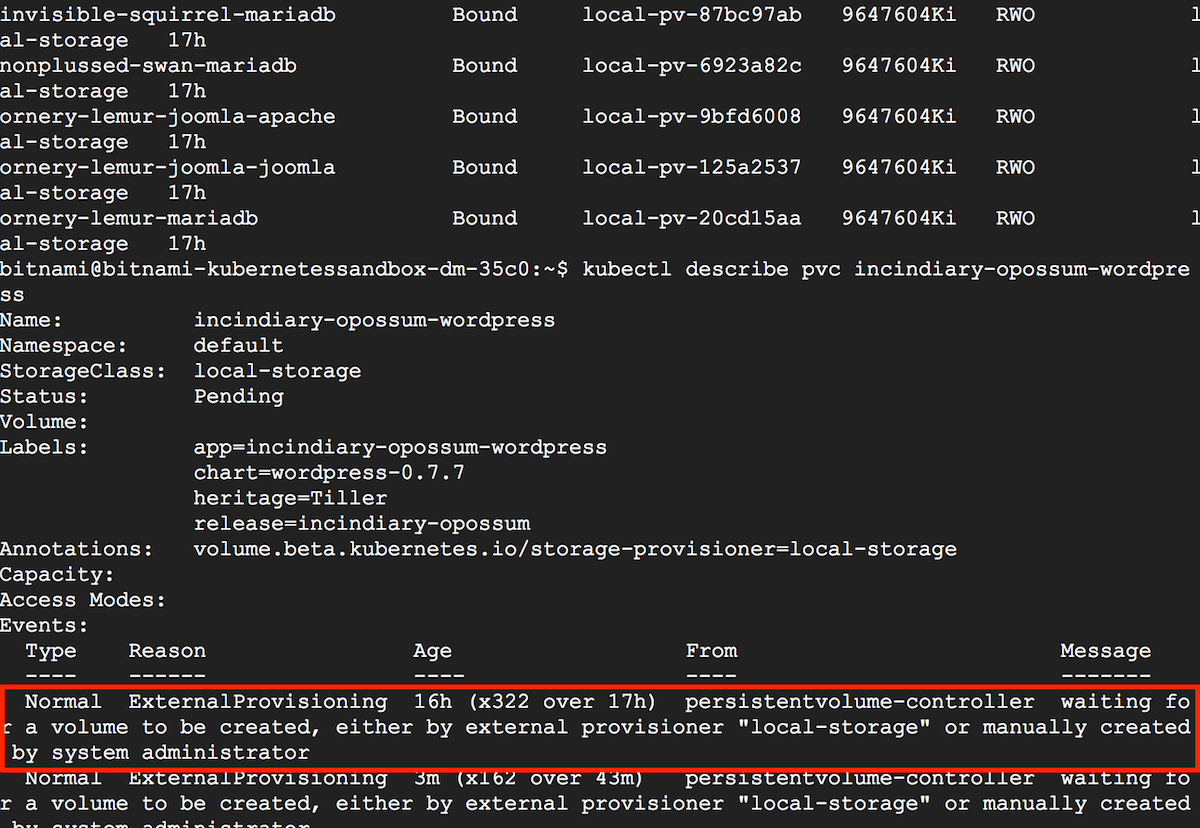 invisible-squirrel-mariadb Bound local-pv-87bc97ab 9647604Ki RWO l
al-storage 17h
nonplussed-swan-mariadb Bound local-pv-6923a82c 9647604Ki RWO l
al-storage 17h
ornery-lemur-joomla-apache Bound local-pv-9bfd6008 9647604Ki RWO l
al-storage 17h
ornery-lemur-joomla-joomla Bound local-pv-125a2537 9647604Ki RWO l
al-storage 17h
ornery-lemur-mariadb Bound local-pv-20cd15aa 9647604Ki RWO l
al-storage 17h
bitnami@bitnami-kubernetessandbox-dm-35c0:~$ kubectl describe pvc incindiary-opossum-wordpre
ss
Name: incindiary-opossum-wordpress
Namespace: default
StorageClass: local-storage
Status: Pending
Volume:
Labels: app=incindiary-opossum-wordpress
chart=wordpress-0.7.7
heritage=Tiller
release=incindiary-opossum
Annotations: volume.beta.kubernetes.io/storage-provisioner=local-storage
Capacity:
Access Modes:
Events:
Type Reason Age From Message
---- ------ ---- ---- -------
Normal ExternalProvisioning 16h (x322 over 17h) persistentvolume-controller waiting fo
r a volume to be created, either by external provisioner "local-storage" or manually created
by system administrator
Normal ExternalProvisioning 3m (x162 over 43m) persistentvolume-controller waiting fo
r a volume to be created, either by external provisioner "local-storage" or manually created
by system administrator